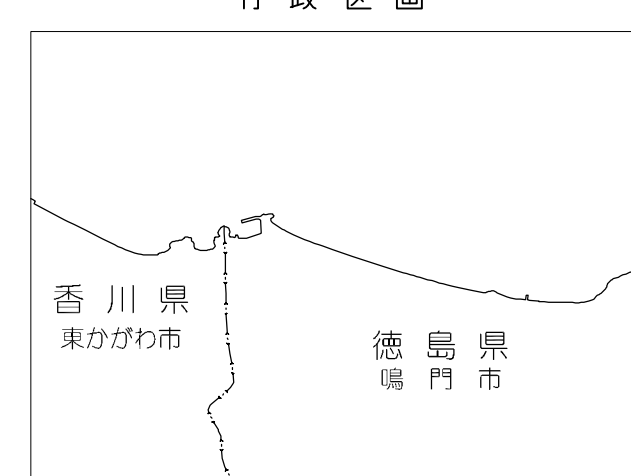 行政区画
香川県
東かがわ市
徳島県
鳴門市